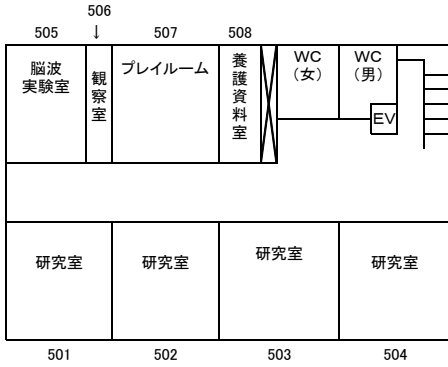 506
505
↓
507
508
脳波
実験室
観察室
プレイルーム
養護資料室
WC
(女)
WC
(男)
EV
研究室
研究室
研究室
研究室
501
502
503
504